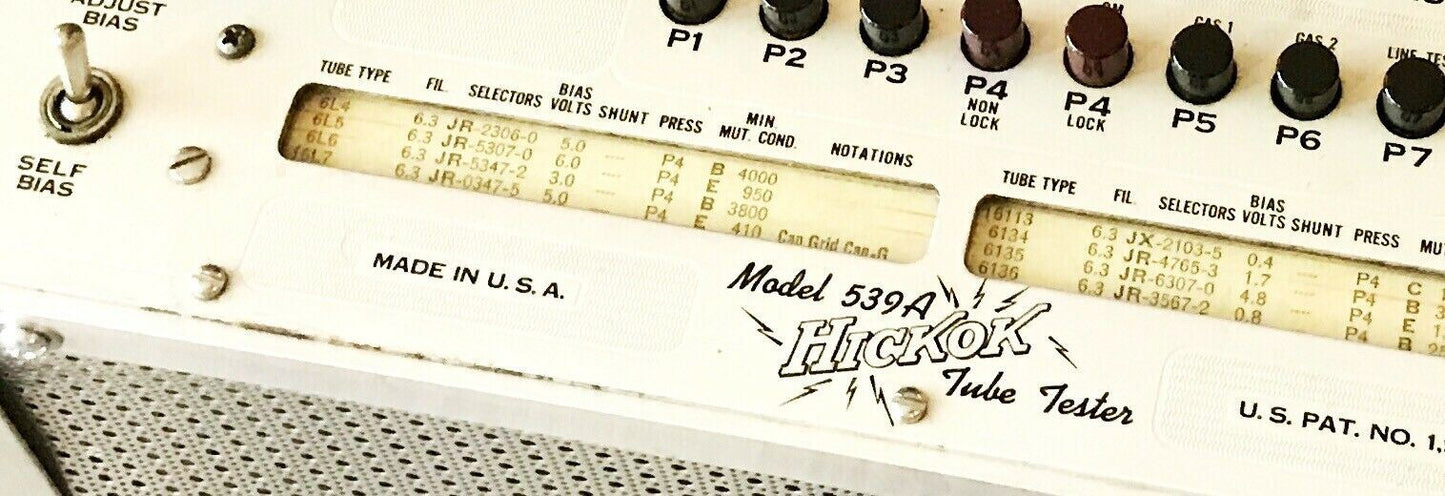 ADJUST
BIAS
SELF
BIAS
P1
P2
P3
P4
NON
LOCK
P4
LOCK
GAS 1
P5
GAS 2
P6
P7
TUBE TYPE FIL. SELECTORS BIAS VOLTS SHUNT PRESS MIN. MUT. COND. NOTATIONS
6L4 6.3 JR-2306-0 5.0 ---- P4 B 4000
6L5 6.3 JR-5307-0 6.0 ---- P4 E 950
6L6 6.3 JR-5347-2 3.0 ---- P4 B 3800
6L7 6.3 JR-0347-5 5.0 P4 E 410 Cap Grid Cap-G
TUBE TYPE FIL. SELECTORS BIAS VOLTS SHUNT PRESS
6113 6.3 JX-2103-5 0.4 ---- P4 C
6134 6.3 JR-4765-3 1.7 ---- P4 B
6135 6.3 JR-6307-0 4.8 ---- P4 E
6136 6.3 JR-3567-2 0.8 P4 B
MADE IN U. S. A.
Model 539A
HICKOK
Tube Tester
U. S. PAT. NO. 1,